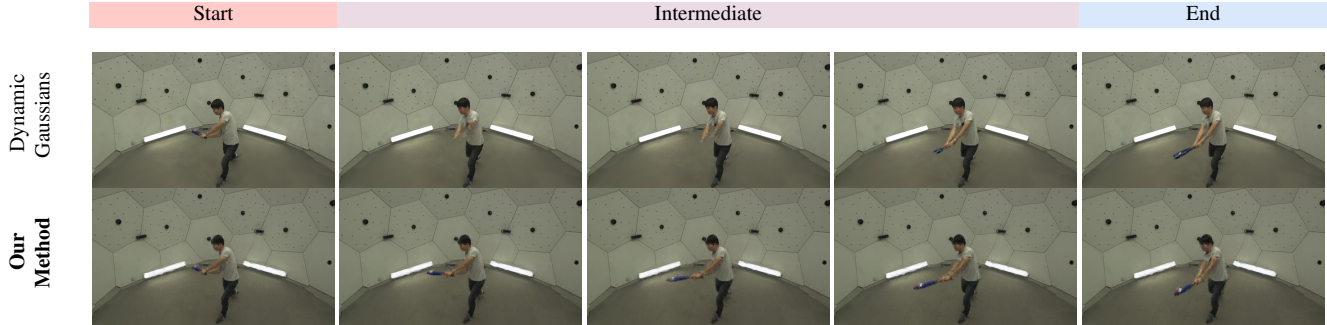 Start
Intermediate
End
Dynamic
Gaussians
Our
Method